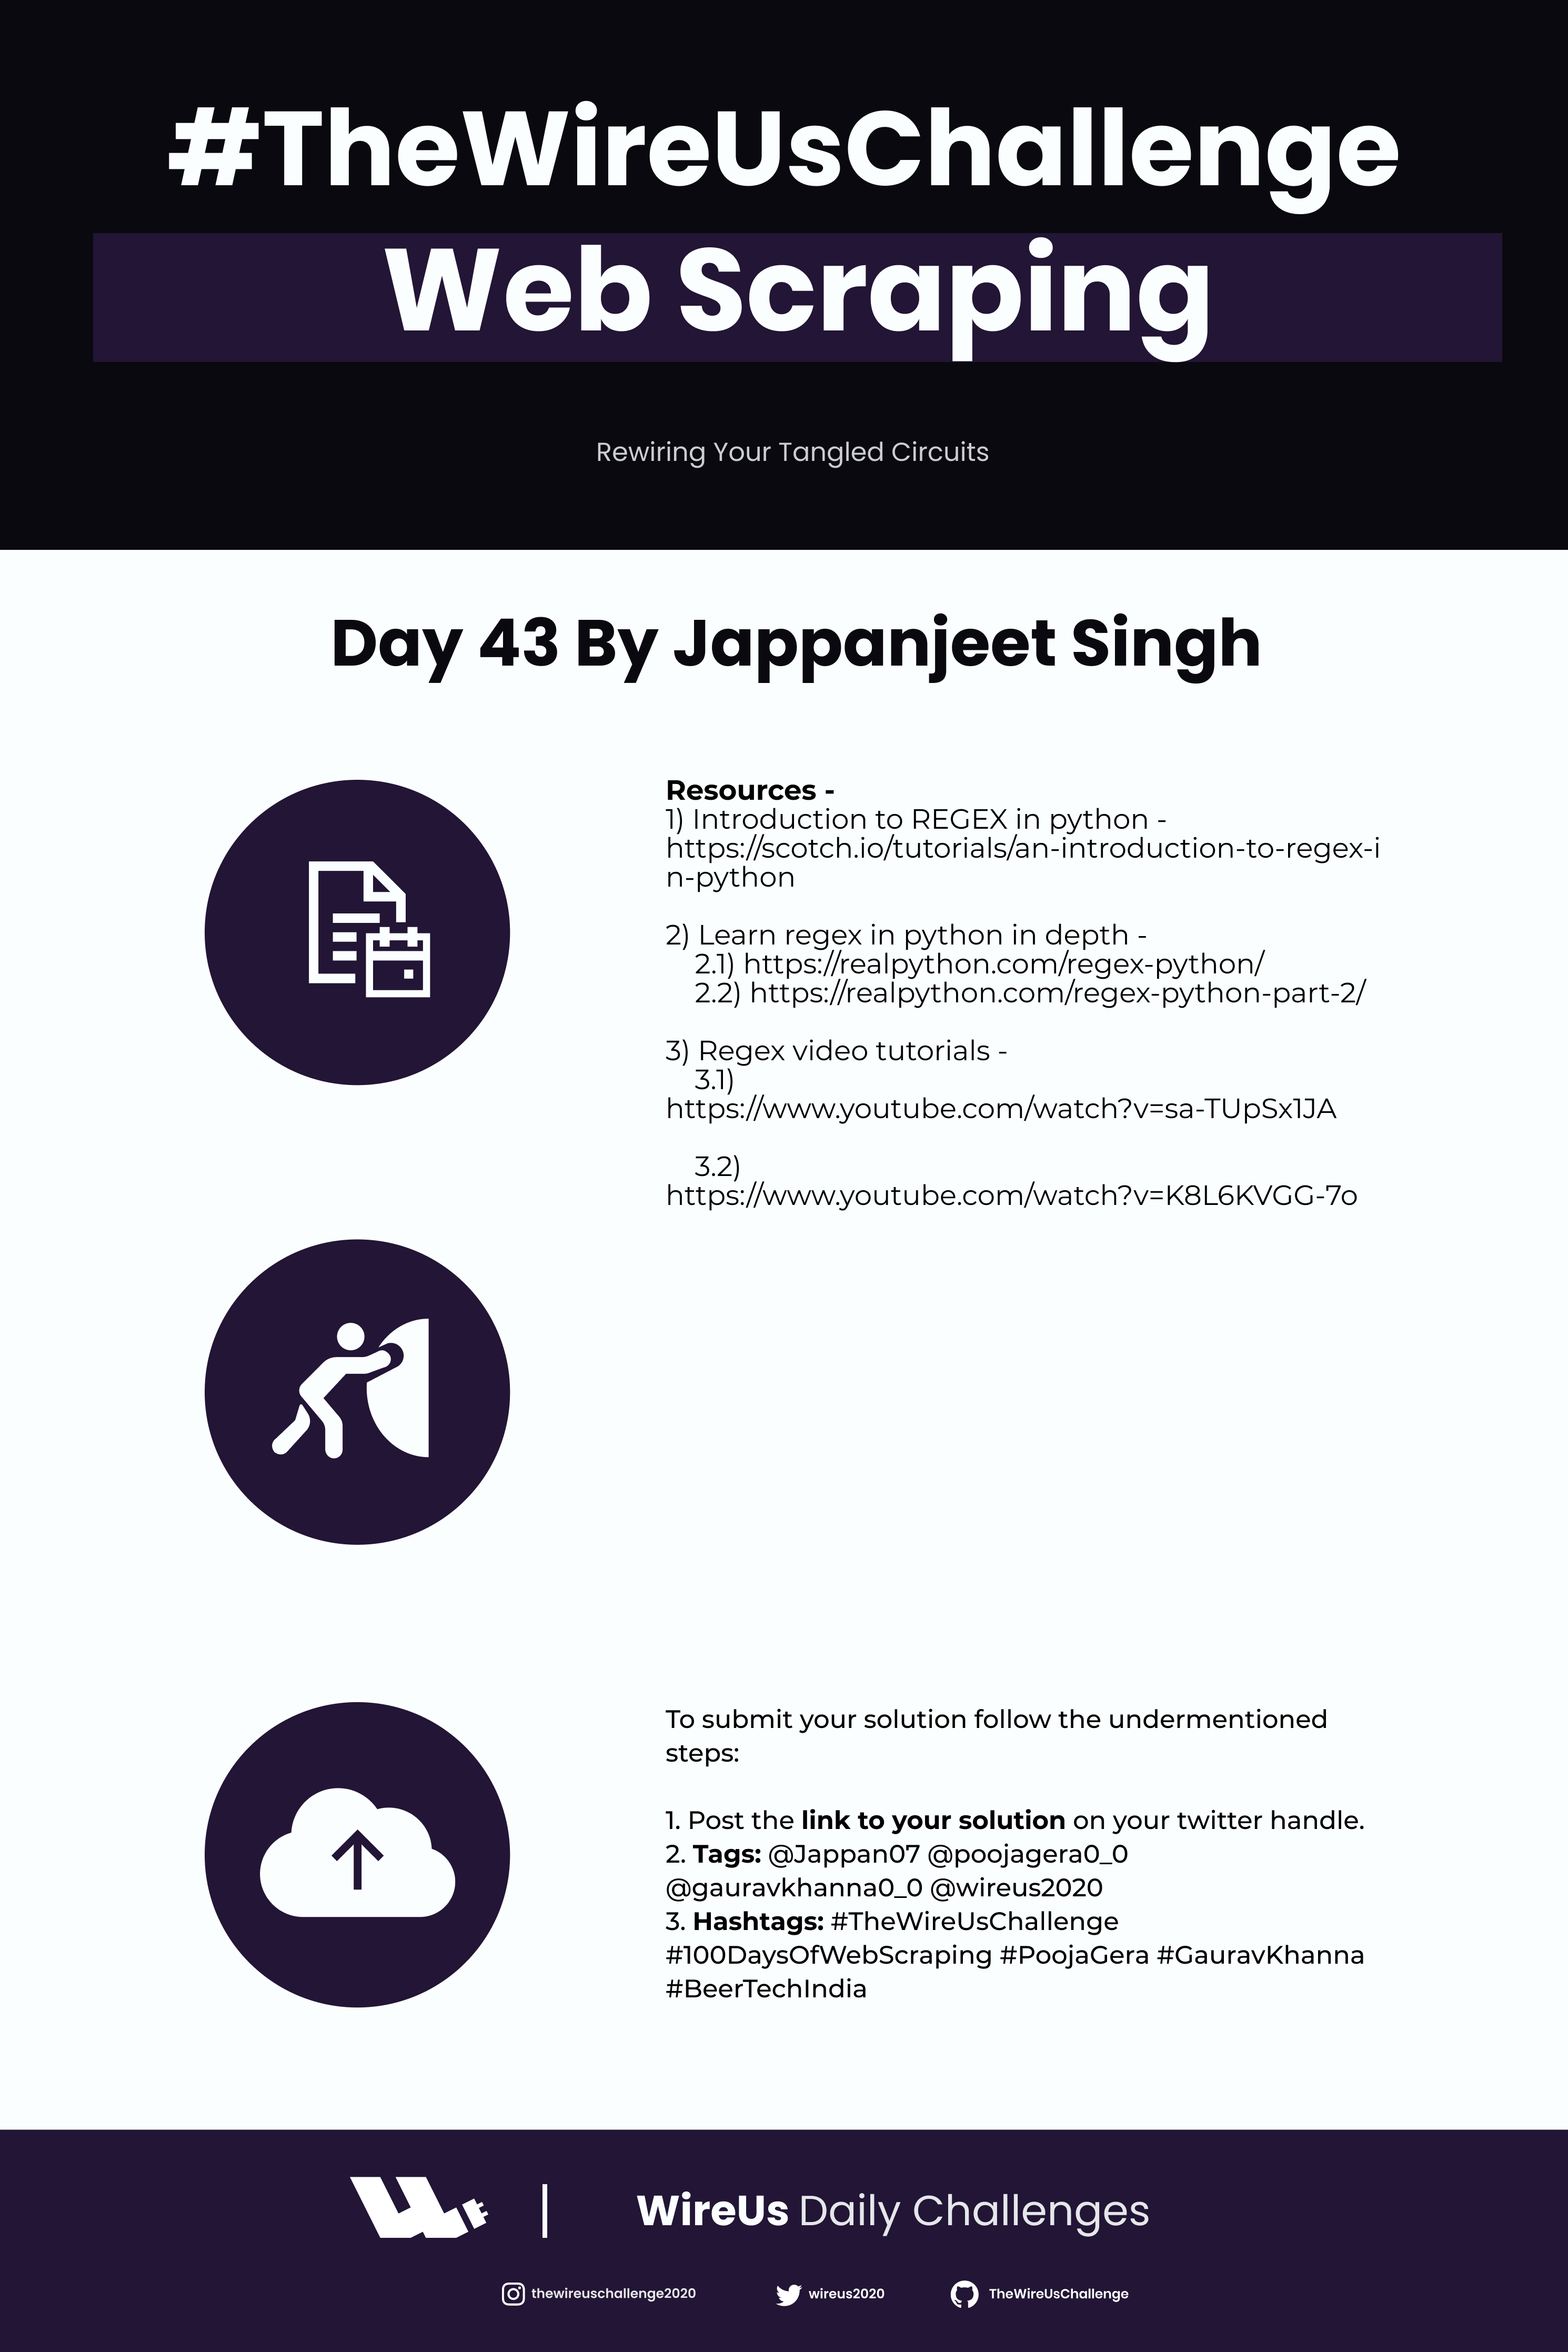 #TheWireUsChallenge
Web Scraping
Rewiring Your Tangled Circuits
Day 43 By Jappanjeet Singh
Resources -
1) Introduction to REGEX in python -
https://scotch.io/tutorials/an-introduction-to-regex-i
n-python
2) Learn regex in python in depth -
2.1) https://realpython.com/regex-python/
2.2) https://realpython.com/regex-python-part-2/
3) Regex video tutorials -
3.1)
https://www.youtube.com/watch?v=sa-TUpSx1JA
3.2)
https://www.youtube.com/watch?v=K8L6KVGG-7o
To submit your solution follow the undermentioned
steps:
1. Post the link to your solution on your twitter handle.
2. Tags: @Jappan07 @poojagera0_0
@gauravkhanna0_0 @wireus2020
3. Hashtags: #TheWireUsChallenge
#100DaysOfWebScraping #PoojaGera #GauravKhanna
#BeerTechIndia
WireUs Daily Challenges
thewireuschallenge2020
wireus2020
TheWireUsChallenge